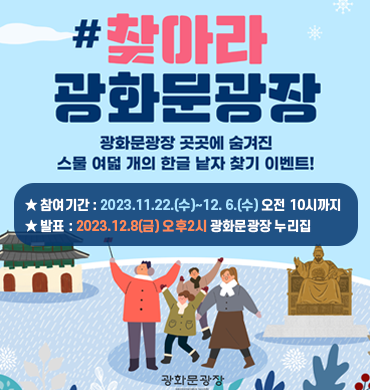 #찾아라
광화문광장
광화문광장 곳곳에 숨겨진
스물 여덟 개의 한글 낱자 찾기 이벤트!
★ 참여기간 : 2023.11.22.(수)~12. 6.(수) 오전 10시까지
★ 발표 : 2023.12.8(금) 오후2시 광화문광장 누리집
광화문광장